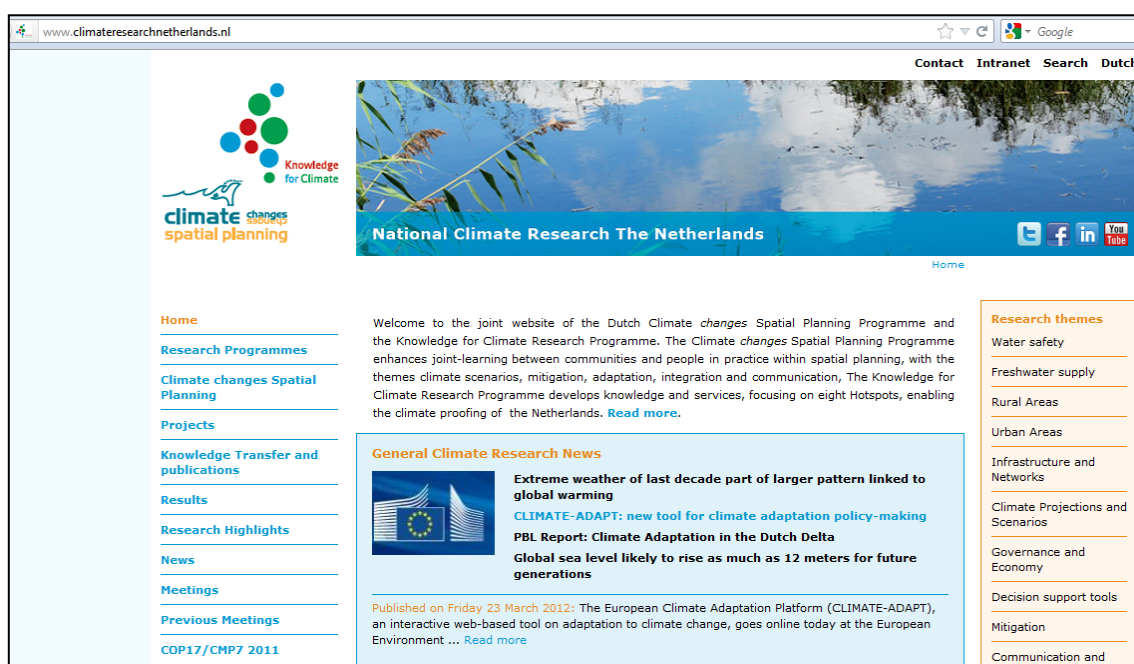 www.climateresearchnetherlands.nl
Google
Contact Intranet Search Dutch
Knowledge
for Climate
climate changes
changes
spatial planning
National Climate Research The Netherlands
You
Tube
Home
Home
Research Programmes
Climate changes Spatial
Planning
Projects
Knowledge Transfer and
publications
Results
Research Highlights
News
Meetings
Previous Meetings
COP17/CMP7 2011
Welcome to the joint website of the Dutch Climate changes Spatial Planning Programme and
the Knowledge for Climate Research Programme. The Climate changes Spatial Planning Programme
enhances joint-learning between communities and people in practice within spatial planning, with the
themes climate scenarios, mitigation, adaptation, integration and communication, The Knowledge for
Climate Research Programme develops knowledge and services, focusing on eight Hotspots, enabling
the climate proofing of the Netherlands. Read more.
General Climate Research News
Extreme weather of last decade part of larger pattern linked to
global warming
CLIMATE-ADAPT: new tool for climate adaptation policy-making
PBL Report: Climate Adaptation in the Dutch Delta
Global sea level likely to rise as much as 12 meters for future
generations
Published on Friday 23 March 2012: The European Climate Adaptation Platform (CLIMATE-ADAPT),
an interactive web-based tool on adaptation to climate change, goes online today at the European
Environment ... Read more
Research themes
Water safety
Freshwater supply
Rural Areas
Urban Areas
Infrastructure and
Networks
Climate Projections and
Scenarios
Governance and
Economy
Decision support tools
Mitigation
Communication and